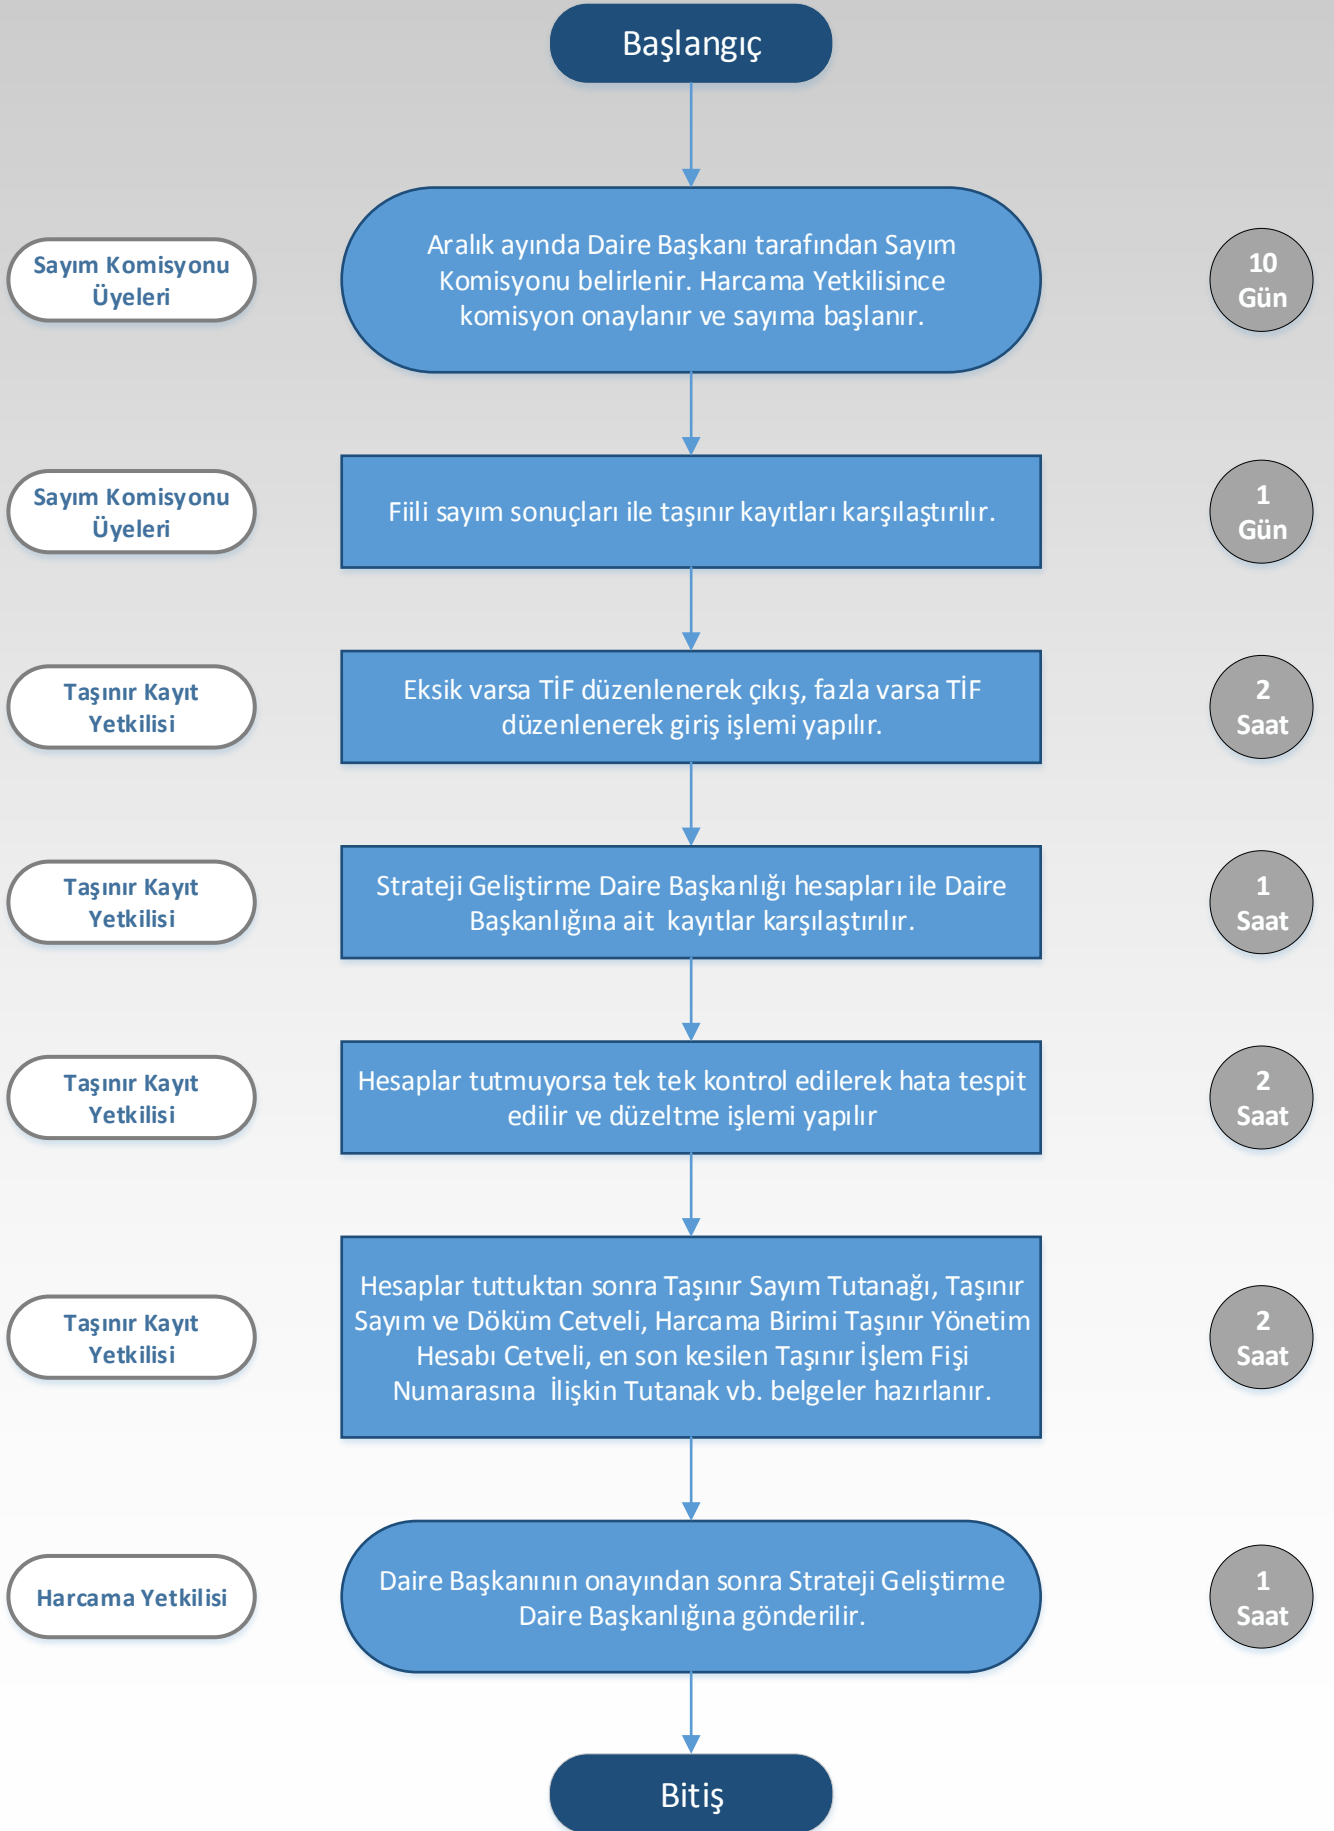 Başlangıç
Sayım Komisyonu
Üyeleri
Aralık ayında Daire Başkanı tarafından Sayım
Komisyonu belirlenir. Harcama Yetkilisince
komisyon onaylanır ve sayıma başlanır.
10
Gün
Sayım Komisyonu
Üyeleri
Fiili sayım sonuçları ile taşınır kayıtları karşılaştırılır.
1
Gün
Taşınır Kayıt
Yetkilisi
Eksik varsa TİF düzenlenerek çıkış, fazla varsa TİF
düzenlenerek giriş işlemi yapılır.
2
Saat
Taşınır Kayıt
Yetkilisi
Strateji Geliştirme Daire Başkanlığı hesapları ile Daire
Başkanlığına ait kayıtlar karşılaştırılır.
1
Saat
Taşınır Kayıt
Yetkilisi
Hesaplar tutmuyorsa tek tek kontrol edilerek hata tespit
edilir ve düzeltme işlemi yapılır
2
Saat
Taşınır Kayıt
Yetkilisi
Hesaplar tuttuktan sonra Taşınır Sayım Tutanağı, Taşınır
Sayım ve Döküm Cetveli, Harcama Birimi Taşınır Yönetim
Hesabı Cetveli, en son kesilen Taşınır İşlem Fişi
Numarasına İlişkin Tutanak vb. belgeler hazırlanır.
2
Saat
Harcama Yetkilisi
Daire Başkanının onayından sonra Strateji Geliştirme
Daire Başkanlığına gönderilir.
1
Saat
Bitiş